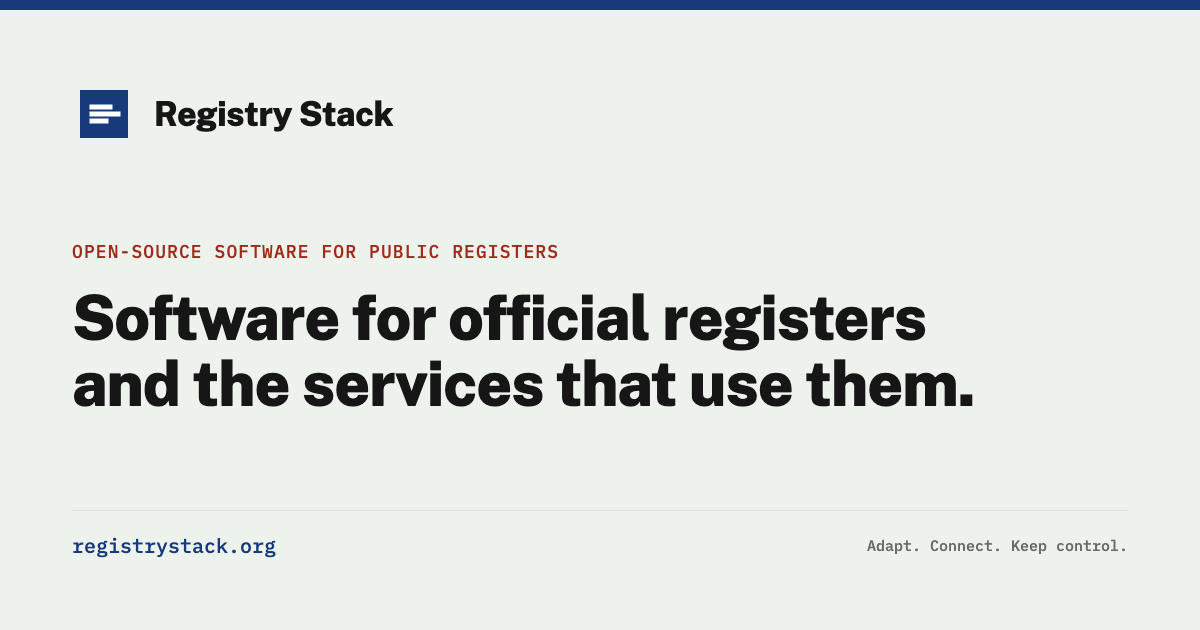 Registry Stack
OPEN-SOURCE SOFTWARE FOR PUBLIC REGISTERS
Software for official registers
and the services that use them.
registrystack.org
Adapt. Connect. Keep control.